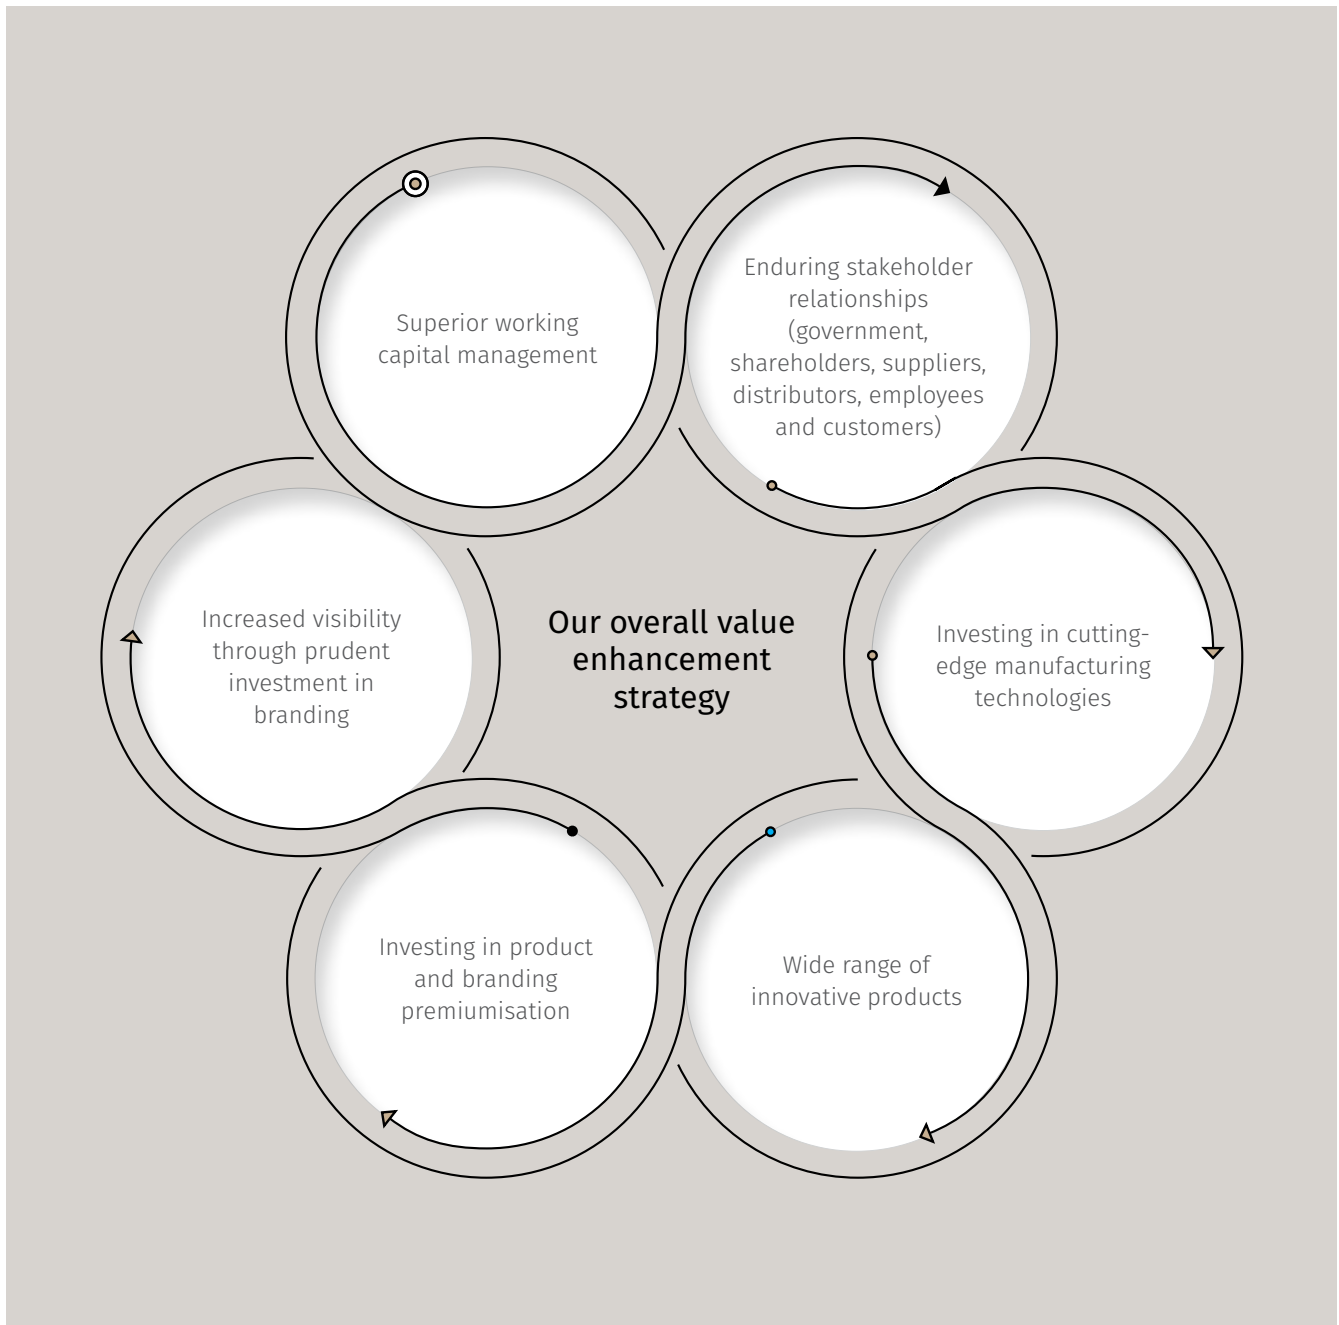 Superior working
capital management
Enduring stakeholder
relationships
(government,
shareholders, suppliers,
distributors, employees
and customers)
Increased visibility
through prudent
investment in
branding
Our overall value
enhancement
strategy
Investing in cutting-
edge manufacturing
technologies
Investing in product
and branding
premiumisation
Wide range of
innovative products